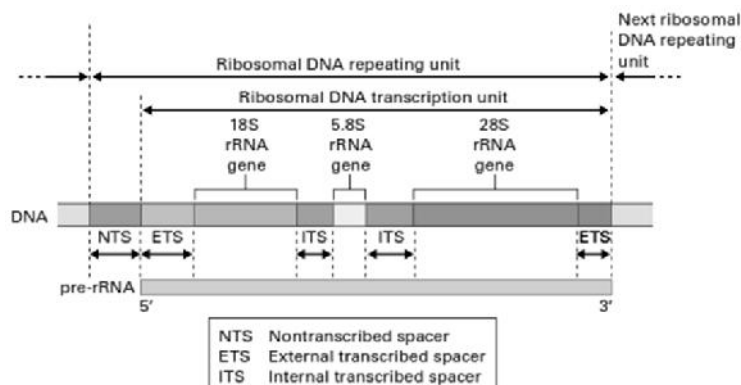 Next ribosomal
DNA repeating
unit
Ribosomal DNA repeating unit
Ribosomal DNA transcription unit
18S
rRNA
gene
5.8S
rRNA
gene
28S
rRNA
gene
DNA
NTS ETS ITS ITS ETS
pre-rRNA
5′ 3′
NTS Nontranscribed spacer
ETS External transcribed spacer
ITS Internal transcribed spacer